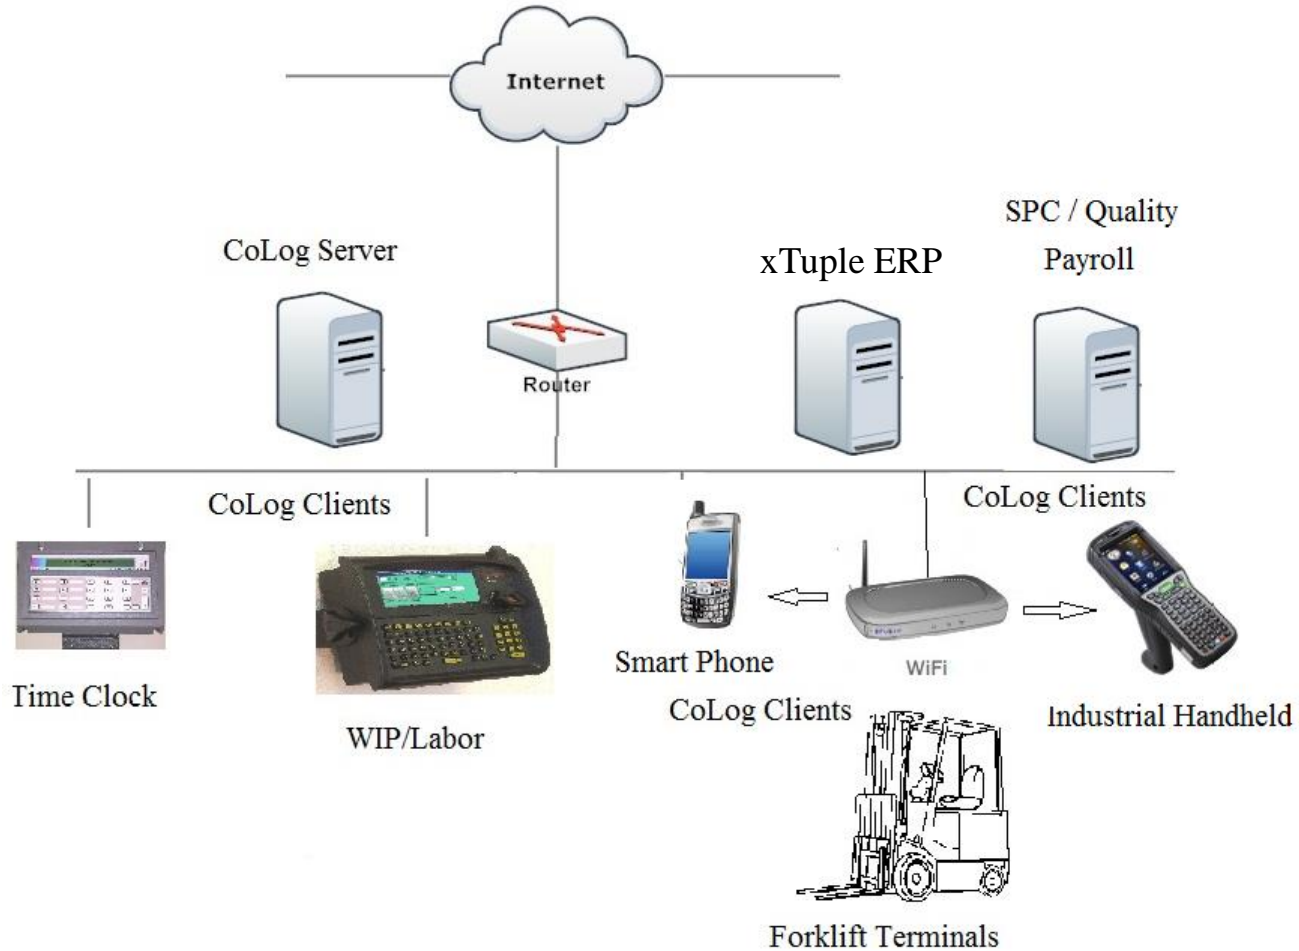 Internet
SPC / Quality
Payroll
CoLog Server
xTuple ERP
Router
CoLog Clients
CoLog Clients
Smart Phone
WiFi
Time Clock
CoLog Clients
Industrial Handheld
WIP/Labor
Forklift Terminals